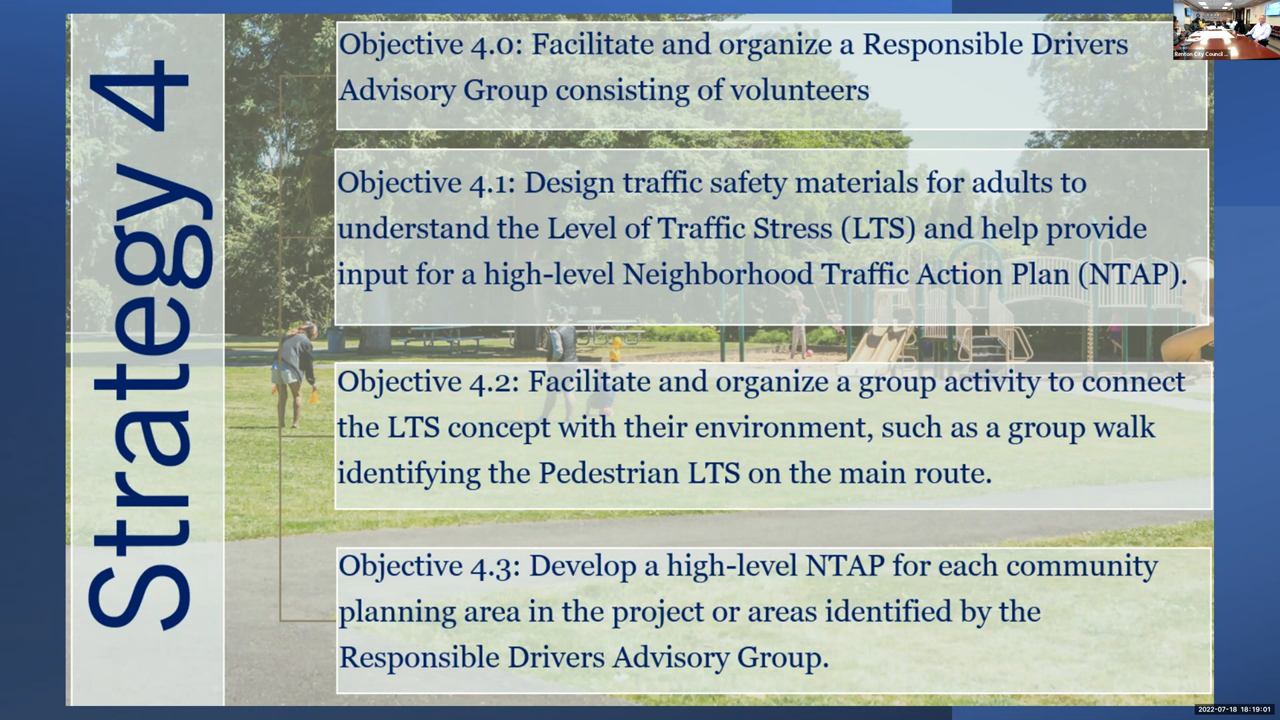 Strategy 4
Objective 4.0: Facilitate and organize a Responsible Drivers
Advisory Group consisting of volunteers
Objective 4.1: Design traffic safety materials for adults to
understand the Level of Traffic Stress (LTS) and help provide
input for a high-level Neighborhood Traffic Action Plan (NTAP).
Objective 4.2: Facilitate and organize a group activity to connect
the LTS concept with their environment, such as a group walk
identifying the Pedestrian LTS on the main route.
Objective 4.3: Develop a high-level NTAP for each community
planning area in the project or areas identified by the
Responsible Drivers Advisory Group.
Renton City Council ...
2022-07-18 18:19:01